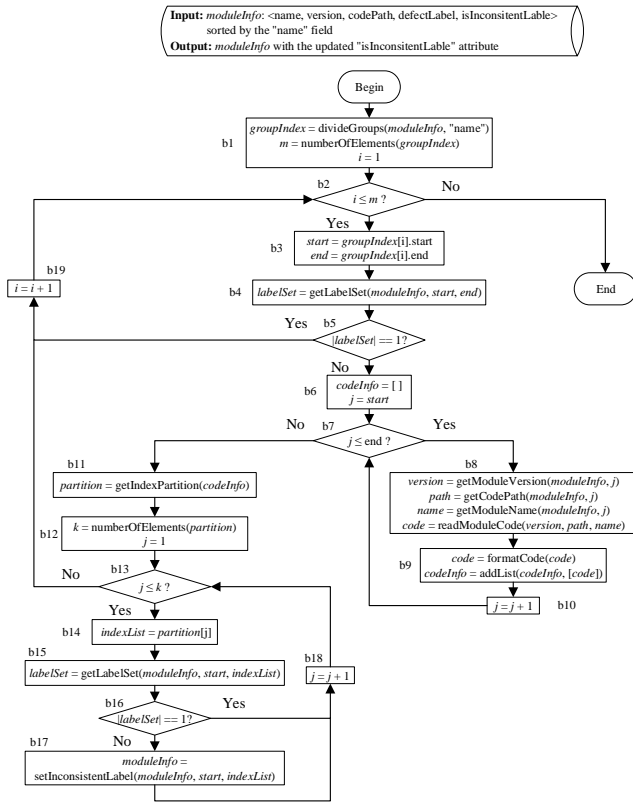 Input: moduleInfo: <name, version, codePath, defectLabel, isInconsitentLable>
sorted by the "name" field
Output: moduleInfo with the updated "isInconsitentLable" attribute
Begin
b1
groupIndex = divideGroups(moduleInfo, "name")
m = numberOfElements(groupIndex)
i = 1
b2
i ≤ m ?
No
Yes
b3
start = groupIndex[i].start
end = groupIndex[i].end
b19
i = i + 1
End
b4
labelSet = getLabelSet(moduleInfo, start, end)
b5
Yes
|labelSet| == 1?
No
b6
codeInfo = [ ]
j = start
b7
No
Yes
j ≤ end ?
b11
partition = getIndexPartition(codeInfo)
b8
version = getModuleVersion(moduleInfo, j)
path = getCodePath(moduleInfo, j)
name = getModuleName(moduleInfo, j)
code = readModuleCode(version, path, name)
b12
k = numberOfElements(partition)
j = 1
b9
code = formatCode(code)
codeInfo = addList(codeInfo, [code])
b13
No
j ≤ k ?
Yes
j = j + 1
b10
b14
indexList = partition[j]
b15
labelSet = getLabelSet(moduleInfo, start, indexList)
b18
j = j + 1
b16
|labelSet| == 1?
Yes
No
b17
moduleInfo =
setInconsistentLabel(moduleInfo, start, indexList)